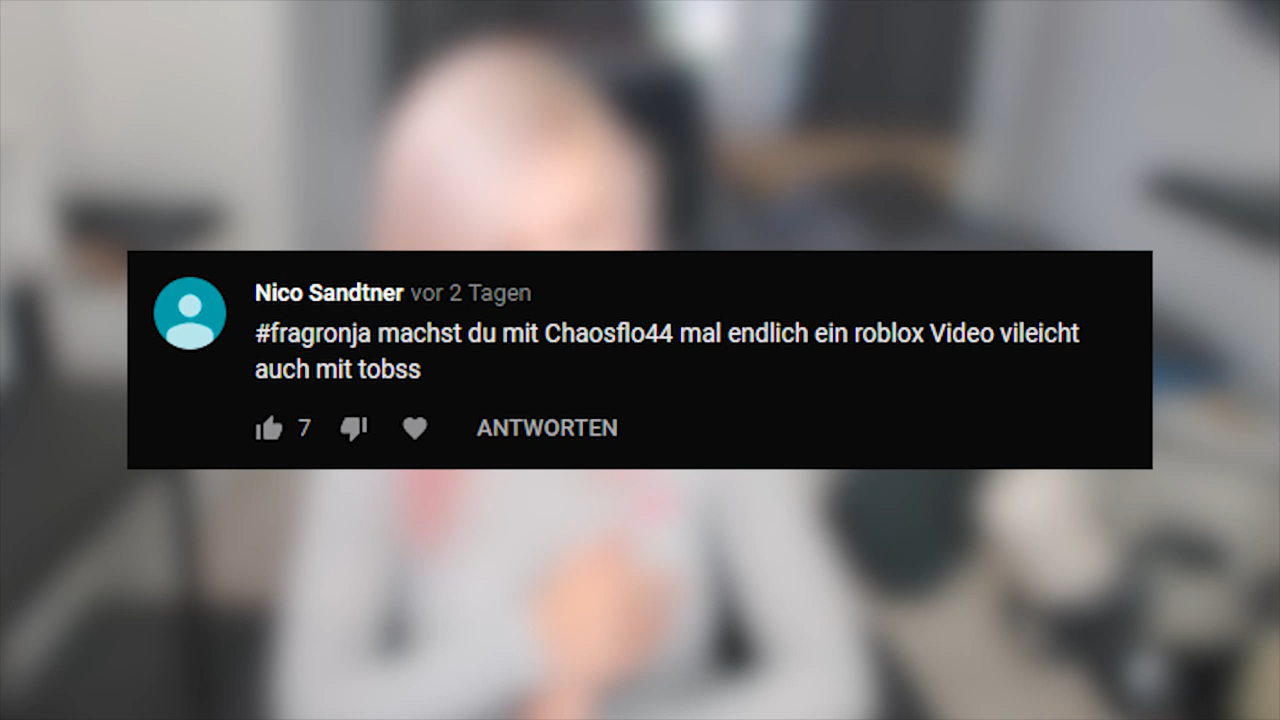 Nico Sandtner vor 2 Tagen
#fragronja machst du mit Chaosflo44 mal endlich ein roblox Video vileicht
auch mit tobss
7 ANTWORTEN